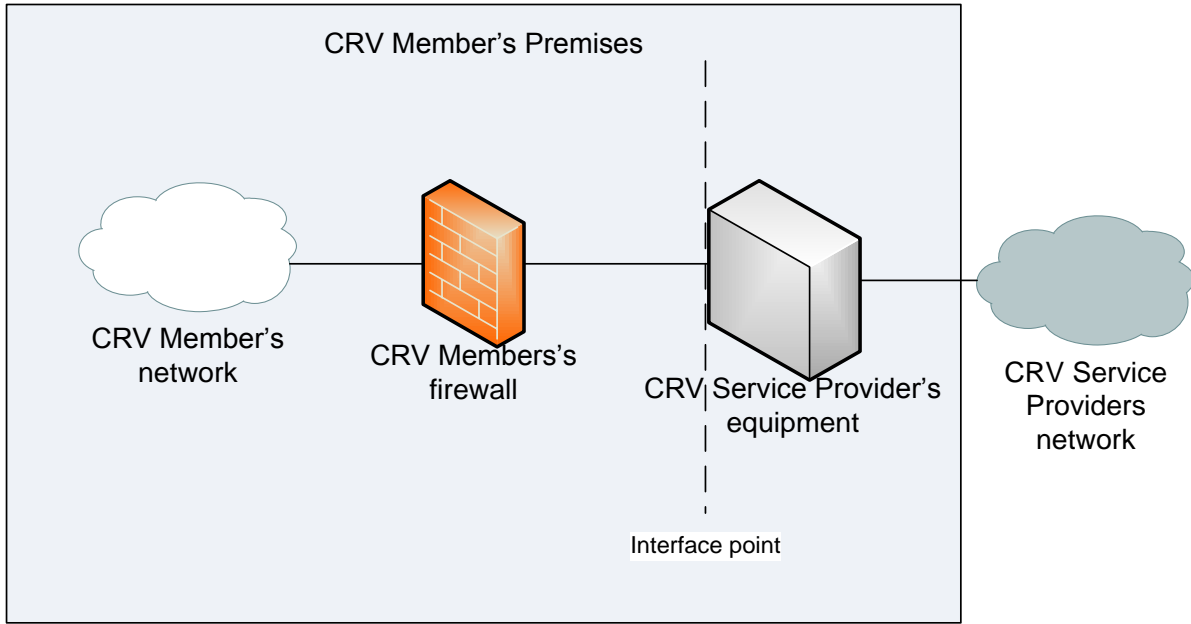 CRV Member’s Premises
CRV Member’s
network
CRV Members’s
firewall
CRV Service Provider’s
equipment
CRV Service
Providers
network
Interface point